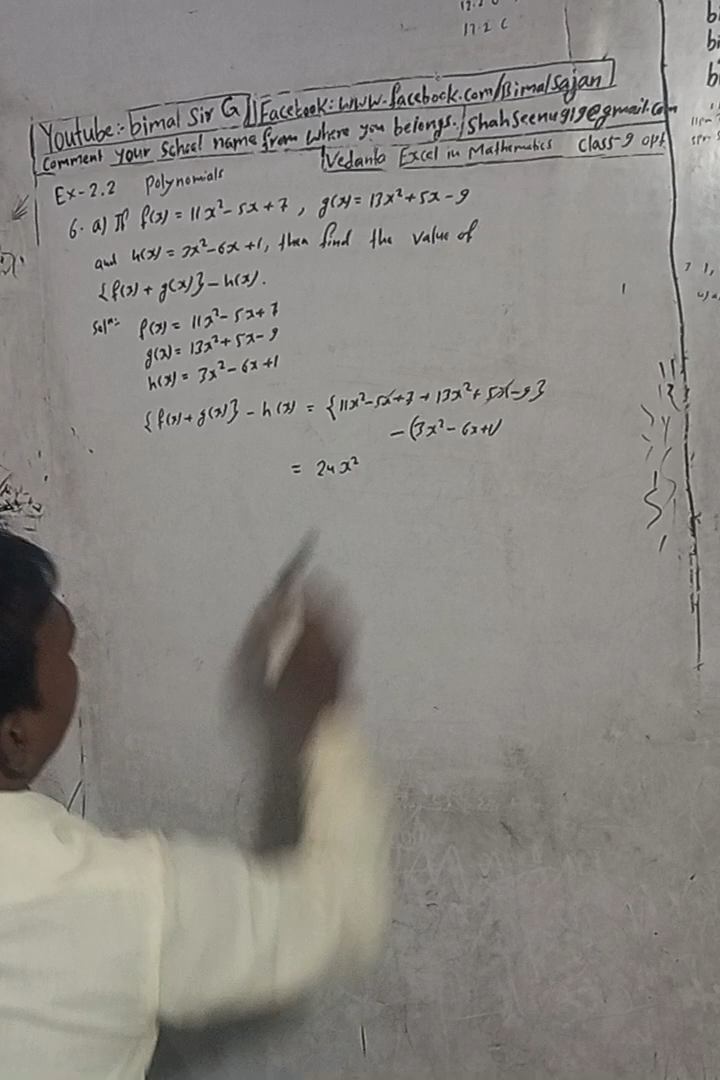 17.2 C
Youtube:- bimal Sir G || Facebook: www.facebook.com/BimalSajan
Comment your School name from where you belongs. / Shahseenu919@gmail.com
Vedanta Excel in Mathematics Class-9 opt
Ex-2.2 Polynomials
6. a) If f(x) = 11x²-5x+7, g(x) = 13x²+5x-9
and h(x) = 3x²-6x+1, then find the value of
{f(x) + g(x)} - h(x).
Solⁿ: f(x) = 11x²-5x+7
g(x) = 13x²+5x-9
h(x) = 3x²-6x+1
{f(x) + g(x)} - h(x) = {11x²-5x+7 + 13x²+5x-9}
- (3x²-6x+1)
= 24x²